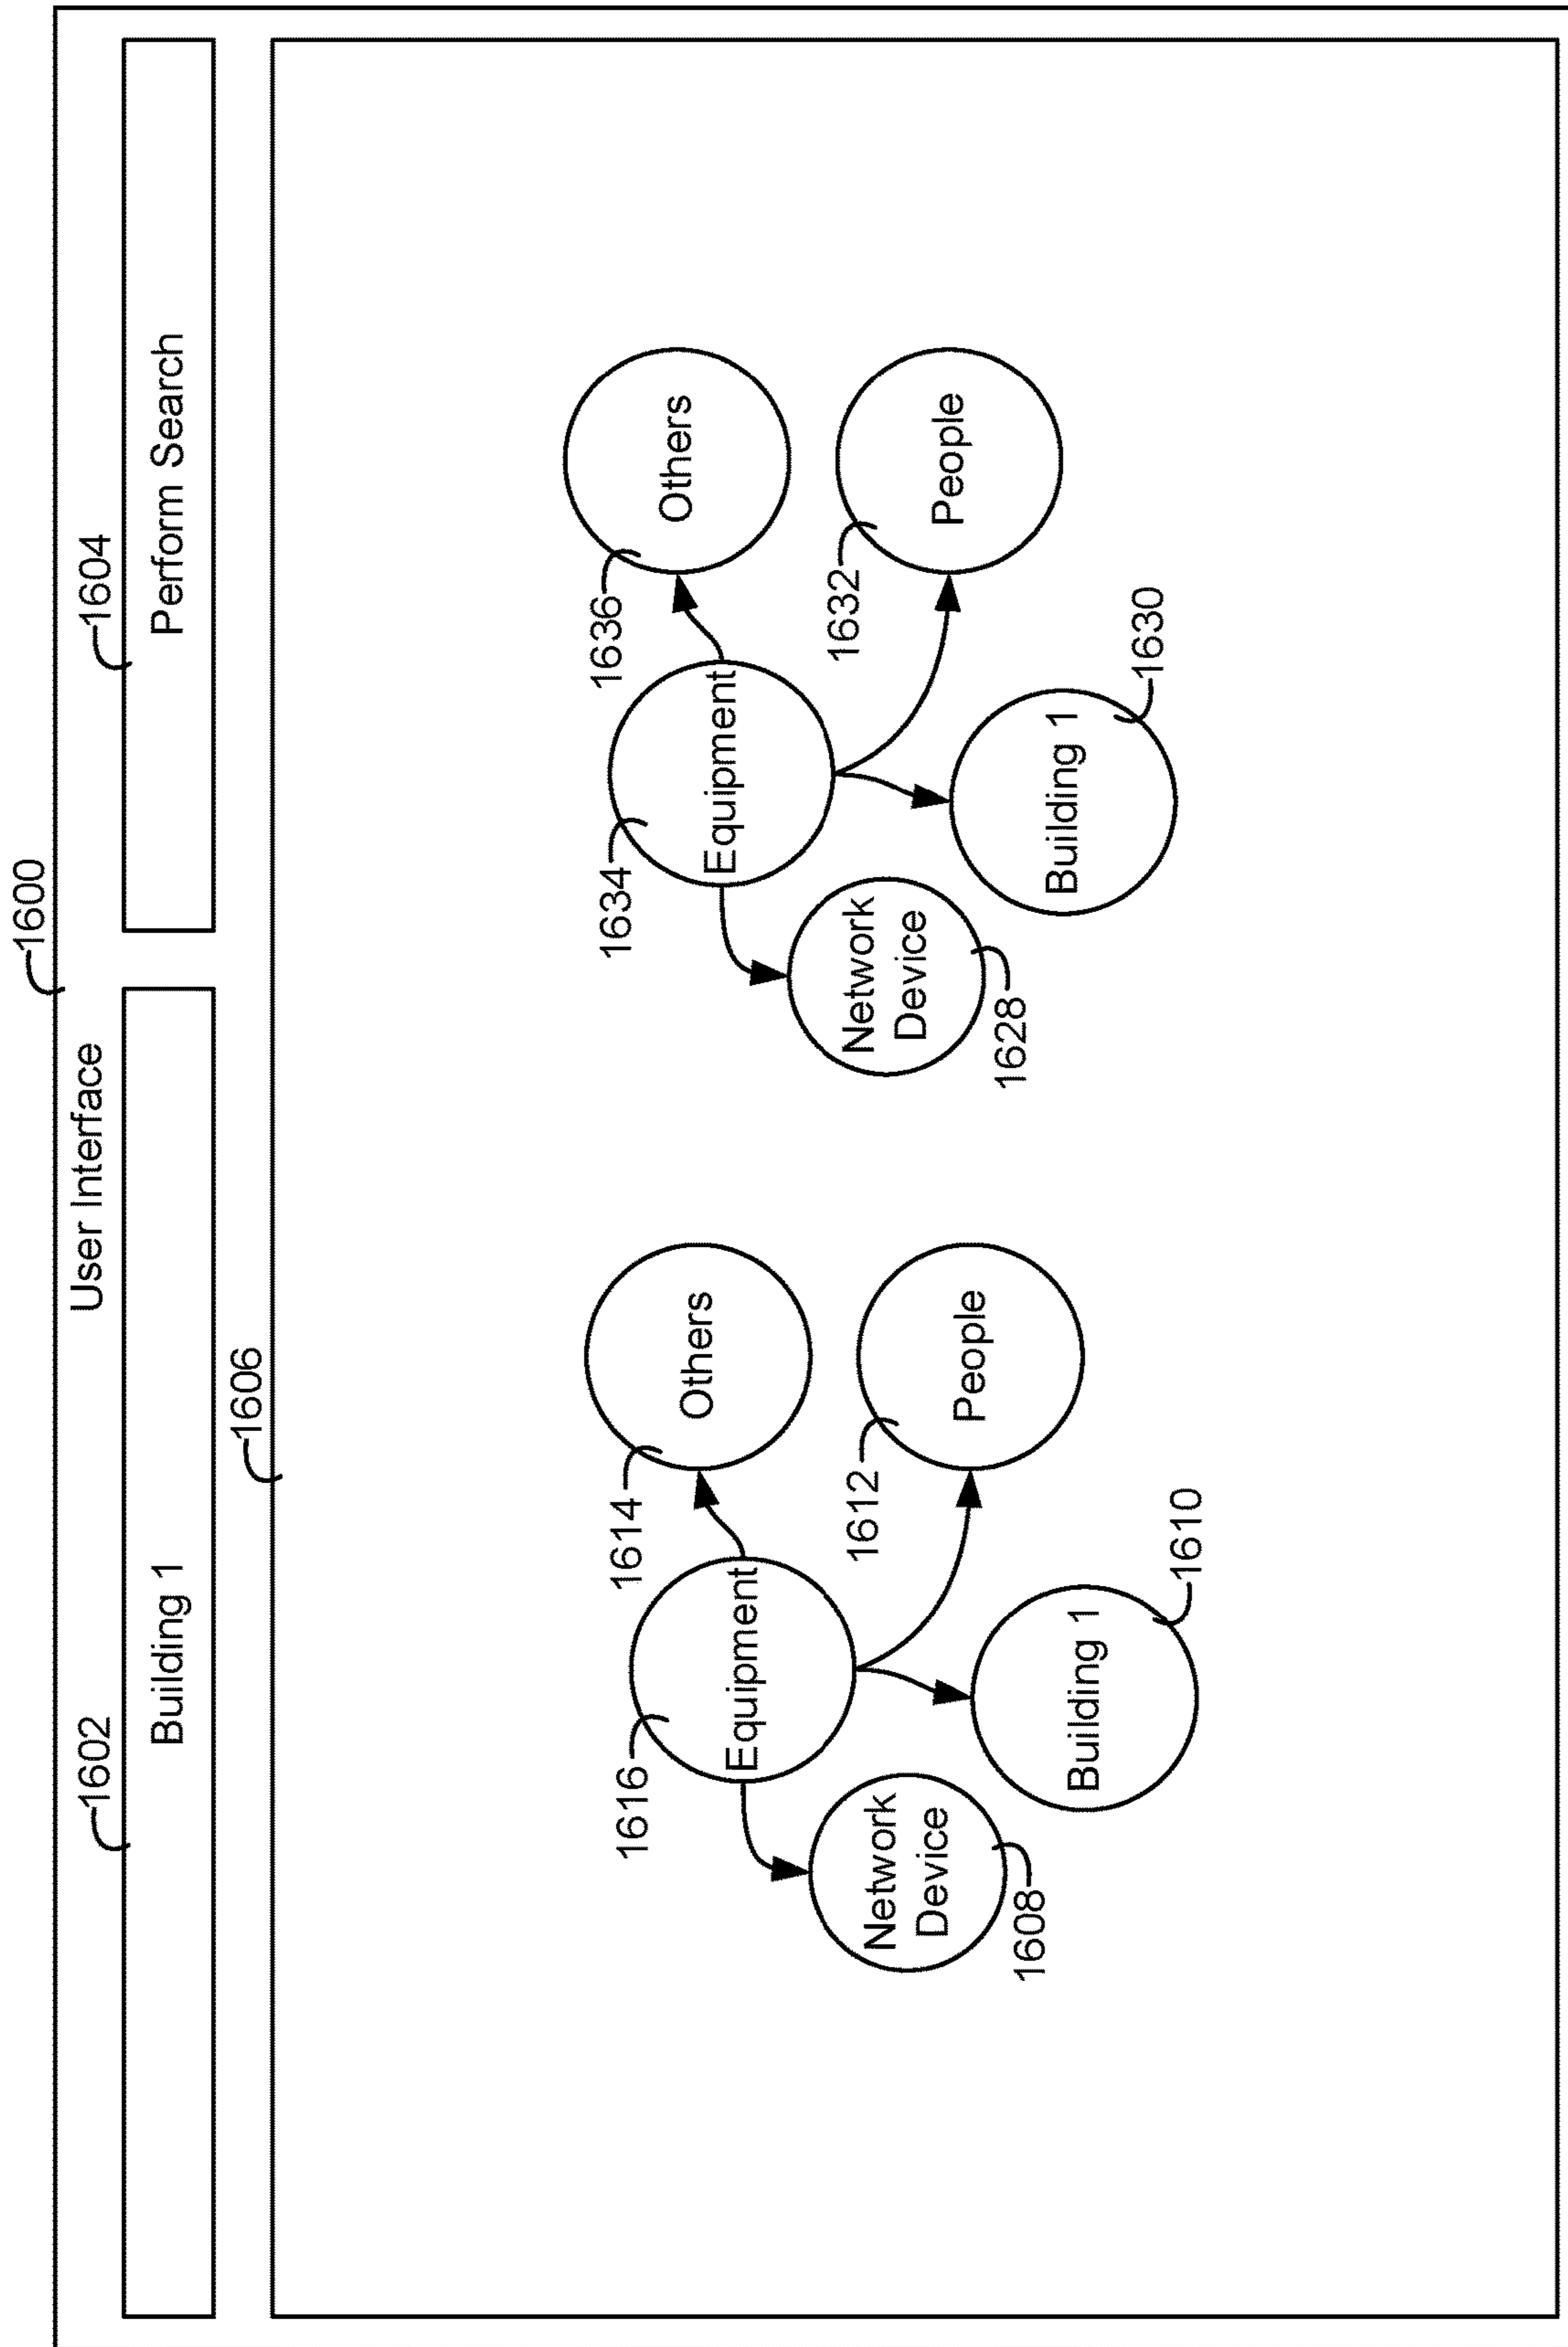 1600
User Interface
1602
1604
Building 1
Perform Search
1606
1614
Others
1616
Equipment
1612
People
Network
Device
1608
Building 1
1610
1636
Others
1634
Equipment
1632
People
Network
Device
1628
Building 1
1630